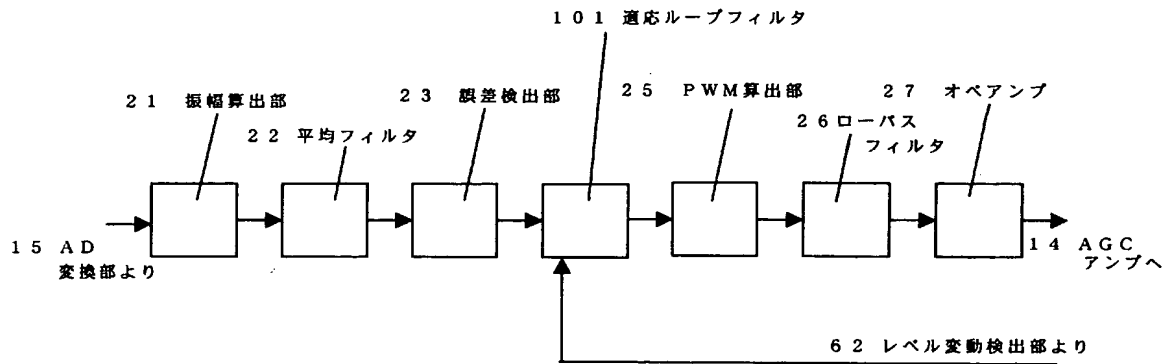 101 適応ループフィルタ
21 振幅算出部
22 平均フィルタ
23 誤差検出部
25 PWM算出部
26ローパス
フィルタ
27 オペアンプ
15 AD
変換部より
14 AGC
アンプへ
62 レベル変動検出部より